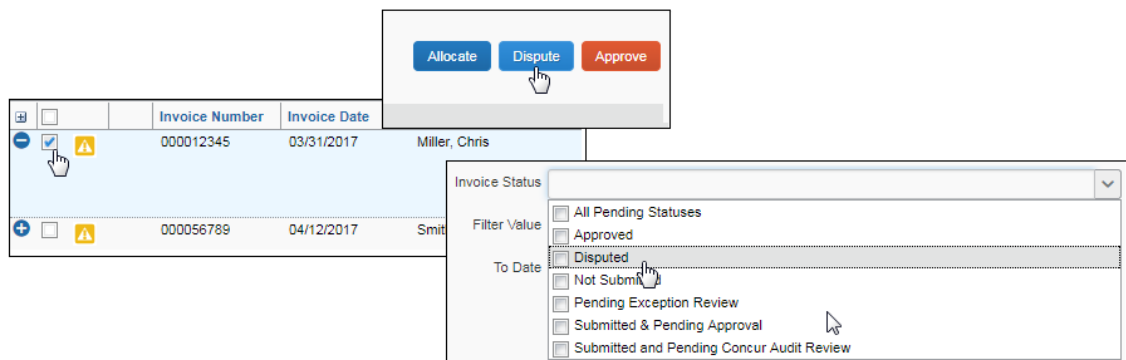 Allocate Dispute Approve
Invoice Number Invoice Date
000012345 03/31/2017 Miller, Chris
000056789 04/12/2017
Invoice Status
Filter Value
To Date
All Pending Statuses
Approved
Disputed
Not
Pending Exception Review
Submitted & Pending Approval
Submitted and Pending Concur Audit Review